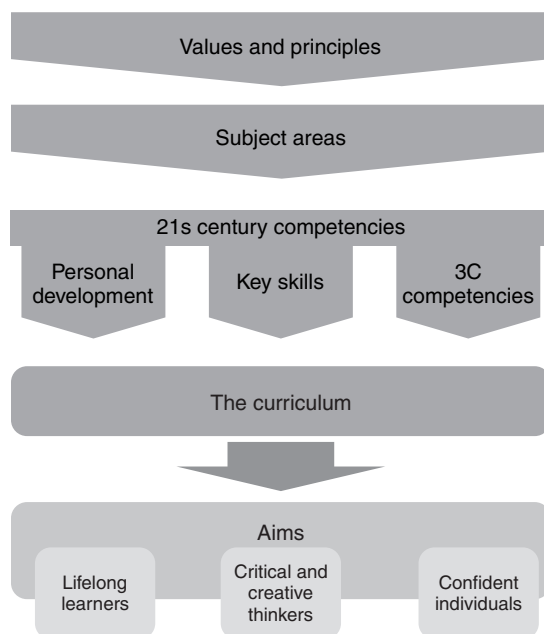 Values and principles
Subject areas
21s century competencies
Personal
development
Key skills
3C
competencies
The curriculum
Aims
Lifelong
learners
Critical and
creative
thinkers
Confident
individuals